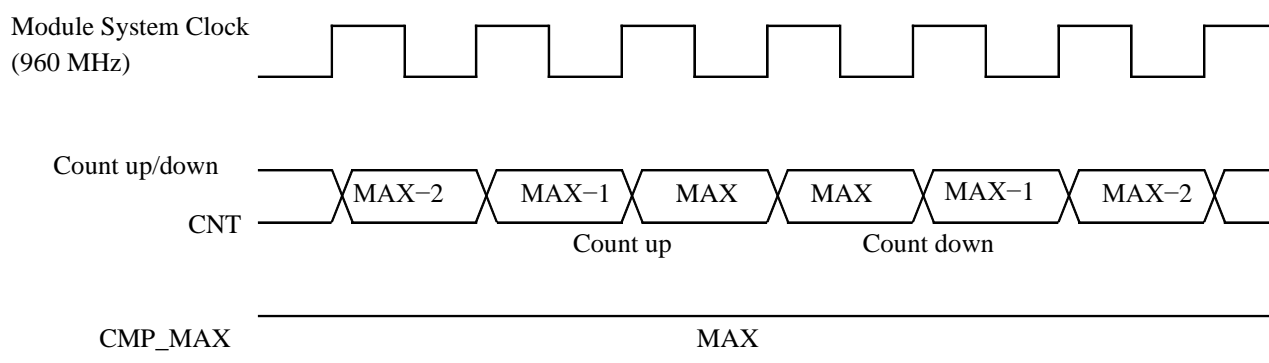 Module System Clock
(960 MHz)
Count up/down
MAX−2 MAX−1 MAX MAX MAX−1 MAX−2
CNT
Count up Count down
CMP_MAX MAX